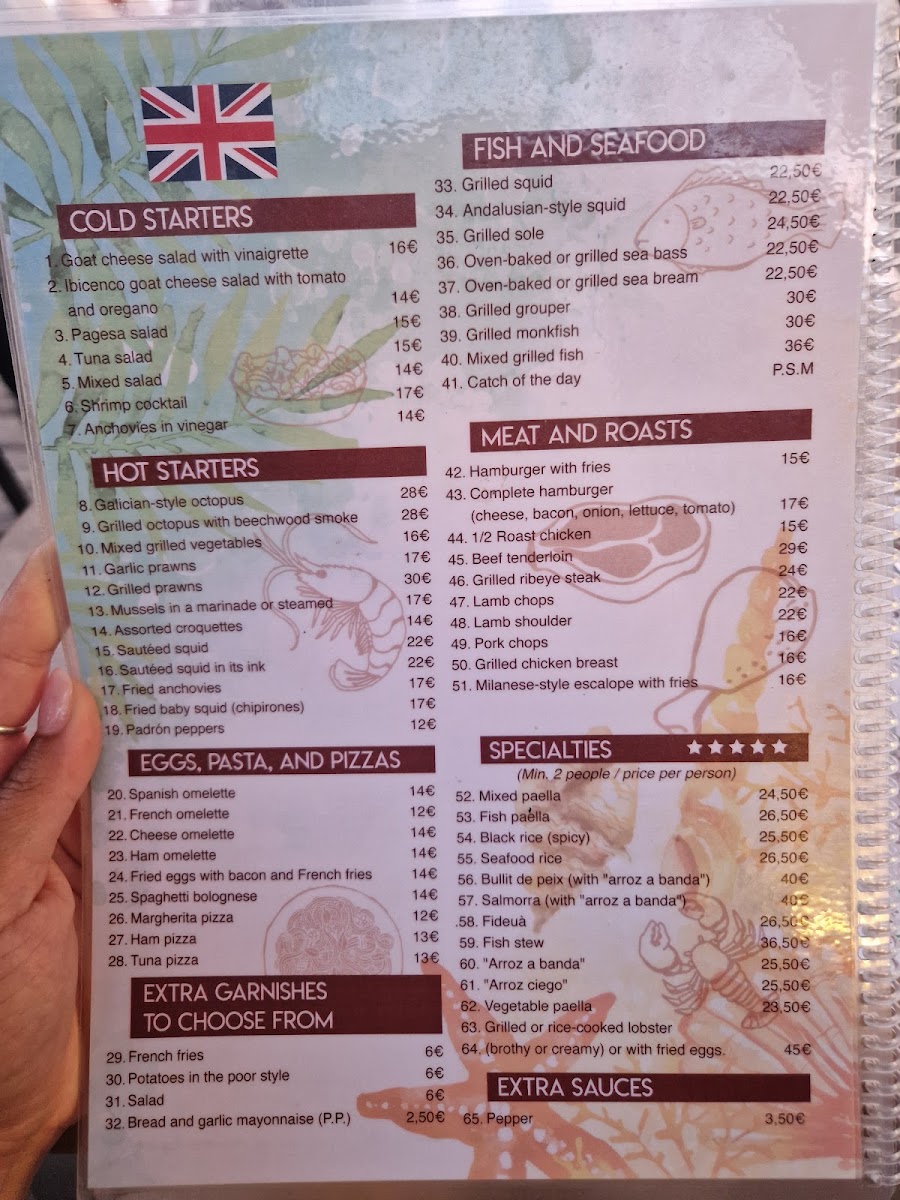 COLD STARTERS
1. Goat cheese salad with vinaigrette 16€
2. Ibicenco goat cheese salad with tomato
and oregano 14€
3. Pagesa salad 15€
4. Tuna salad 15€
5. Mixed salad 14€
6. Shrimp cocktail 17€
7. Anchovies in vinegar 14€
HOT STARTERS
8. Galician-style octopus 28€
9. Grilled octopus with beechwood smoke 28€
10. Mixed grilled vegetables 16€
11. Garlic prawns 17€
12. Grilled prawns 30€
13. Mussels in a marinade or steamed 17€
14. Assorted croquettes 14€
15. Sautéed squid 22€
16. Sautéed squid in its ink 22€
17. Fried anchovies 17€
18. Fried baby squid (chipirones) 17€
19. Padrón peppers 12€
EGGS, PASTA, AND PIZZAS
20. Spanish omelette 14€
21. French omelette 12€
22. Cheese omelette 14€
23. Ham omelette 14€
24. Fried eggs with bacon and French fries 14€
25. Spaghetti bolognese 14€
26. Margherita pizza 12€
27. Ham pizza 13€
28. Tuna pizza 13€
EXTRA GARNISHES
TO CHOOSE FROM
29. French fries 6€
30. Potatoes in the poor style 6€
31. Salad 6€
32. Bread and garlic mayonnaise (P.P.) 2,50€
FISH AND SEAFOOD
33. Grilled squid 22,50€
34. Andalusian-style squid 22,50€
35. Grilled sole 24,50€
36. Oven-baked or grilled sea bass 22,50€
37. Oven-baked or grilled sea bream 22,50€
38. Grilled grouper 30€
39. Grilled monkfish 30€
40. Mixed grilled fish 36€
41. Catch of the day P.S.M
MEAT AND ROASTS
42. Hamburger with fries 15€
43. Complete hamburger
(cheese, bacon, onion, lettuce, tomato) 17€
44. 1/2 Roast chicken 15€
45. Beef tenderloin 29€
46. Grilled ribeye steak 24€
47. Lamb chops 22€
48. Lamb shoulder 22€
49. Pork chops 16€
50. Grilled chicken breast 16€
51. Milanese-style escalope with fries 16€
SPECIALTIES
(Min. 2 people / price per person)
52. Mixed paella 24,50€
53. Fish paella 26,50€
54. Black rice (spicy) 25,50€
55. Seafood rice 26,50€
56. Bullit de peix (with "arroz a banda") 40€
57. Salmorra (with "arroz a banda") 40€
58. Fideuà 26,50€
59. Fish stew 36,50€
60. "Arroz a banda" 25,50€
61. "Arroz ciego" 25,50€
62. Vegetable paella 23,50€
63. Grilled or rice-cooked lobster
64. (brothy or creamy) or with fried eggs. 45€
EXTRA SAUCES
65. Pepper 3,50€